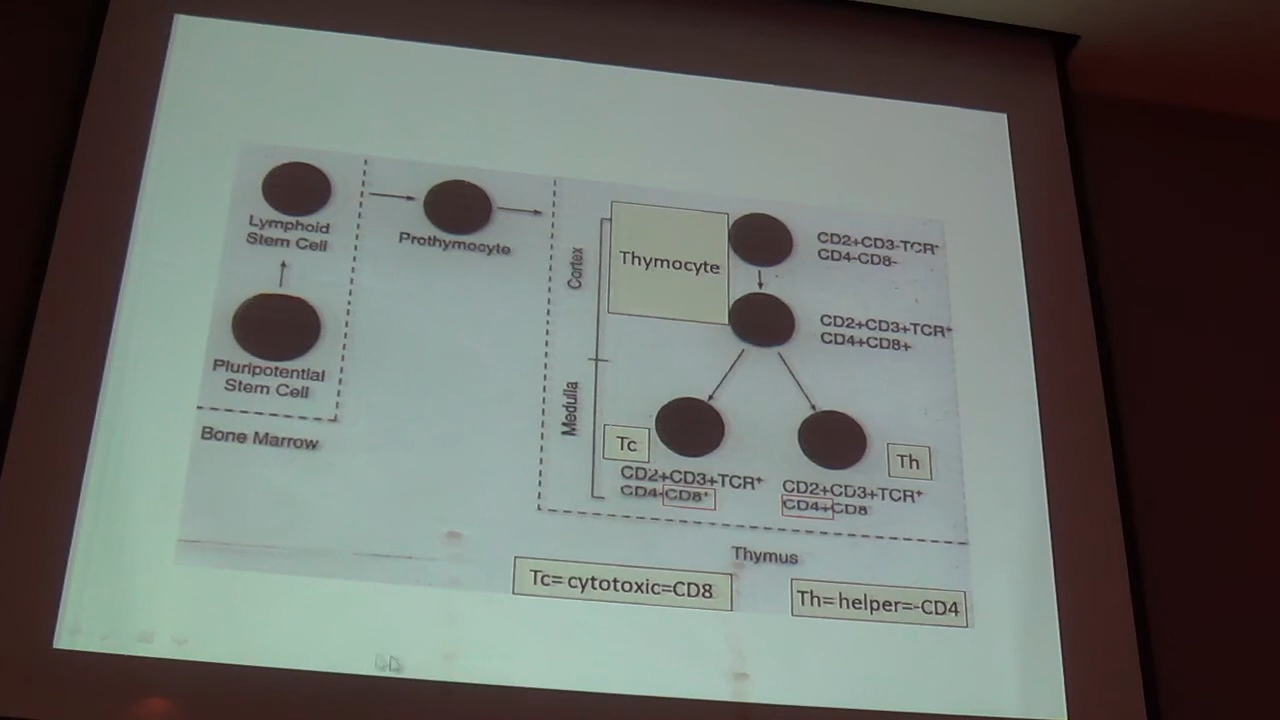 Lymphoid
Stem Cell
Pluripotential
Stem Cell
Bone Marrow
Prothymocyte
Cortex
Medulla
Thymocyte
CD2+CD3-TCR-
CD4-CD8-
CD2+CD3+TCR+
CD4+CD8+
Tc
CD2+CD3+TCR+
CD4-CD8+
Th
CD2+CD3+TCR+
CD4+CD8
Thymus
Tc= cytotoxic=CD8
Th= helper=-CD4